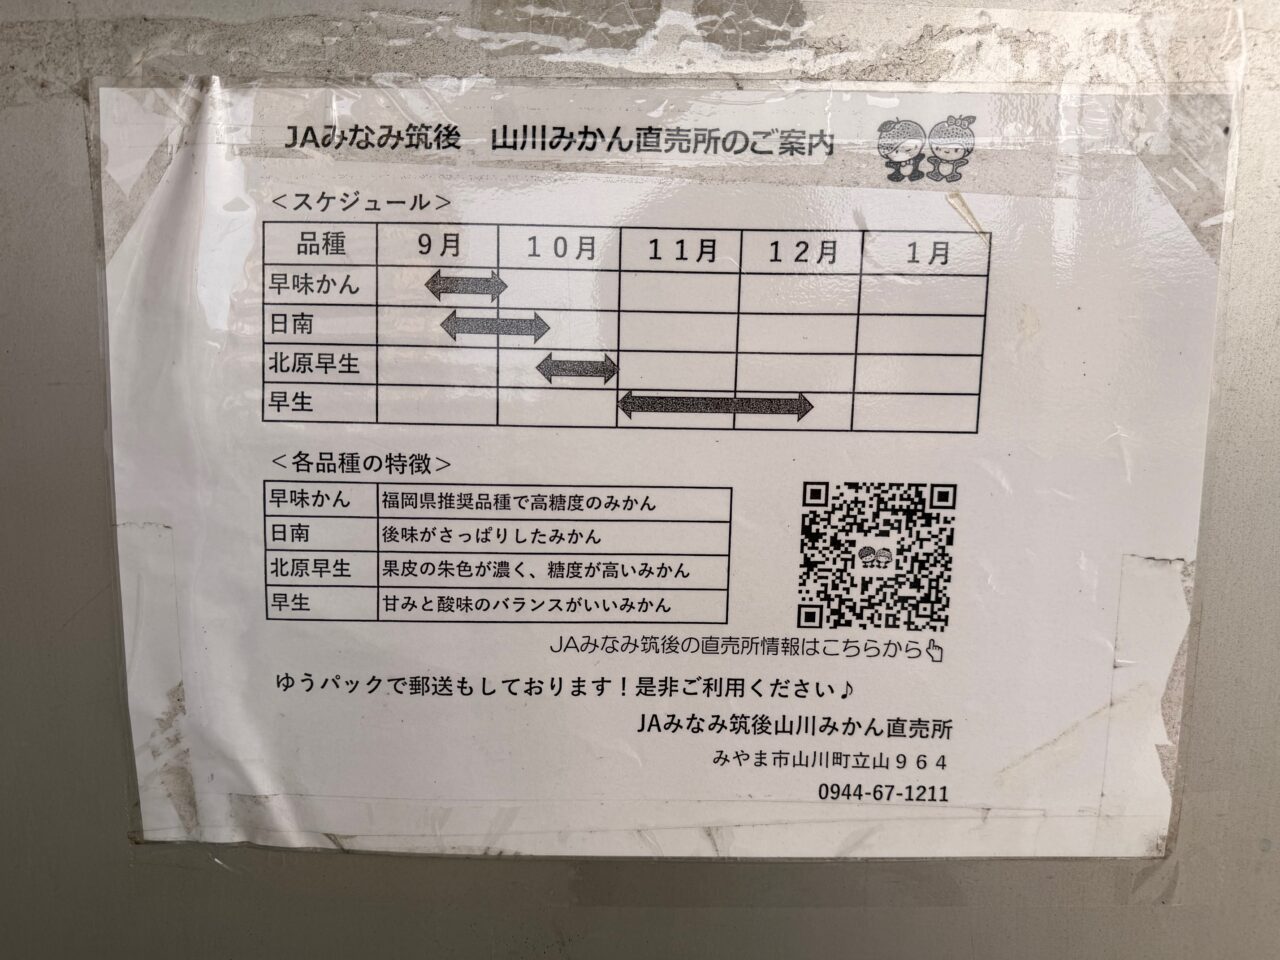 JAみなみ筑後　山川みかん直売所のご案内
＜スケジュール＞
品種 ９月 １０月 １１月 １２月 １月
早味かん
日南
北原早生
早生
＜各品種の特徴＞
早味かん 福岡県推奨品種で高糖度のみかん
日南 後味がさっぱりしたみかん
北原早生 果皮の朱色が濃く、糖度が高いみかん
早生 甘みと酸味のバランスがいいみかん
JAみなみ筑後の直売所情報はこちらから
ゆうパックで郵送もしております！是非ご利用ください♪
JAみなみ筑後山川みかん直売所
みやま市山川町立山９６４
0944-67-1211